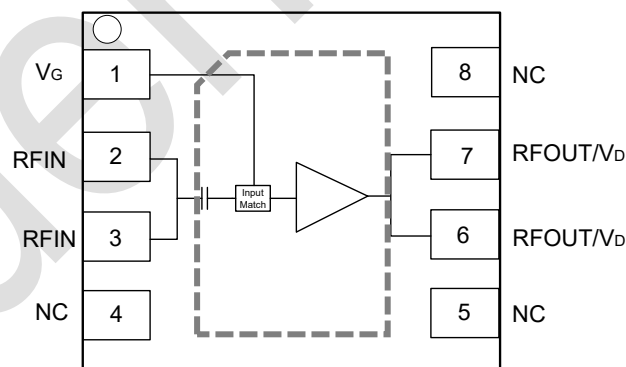 VG
1
8
NC
RFIN
2
7
RFOUT/VD
Input
Match
RFIN
3
6
RFOUT/VD
NC
4
5
NC